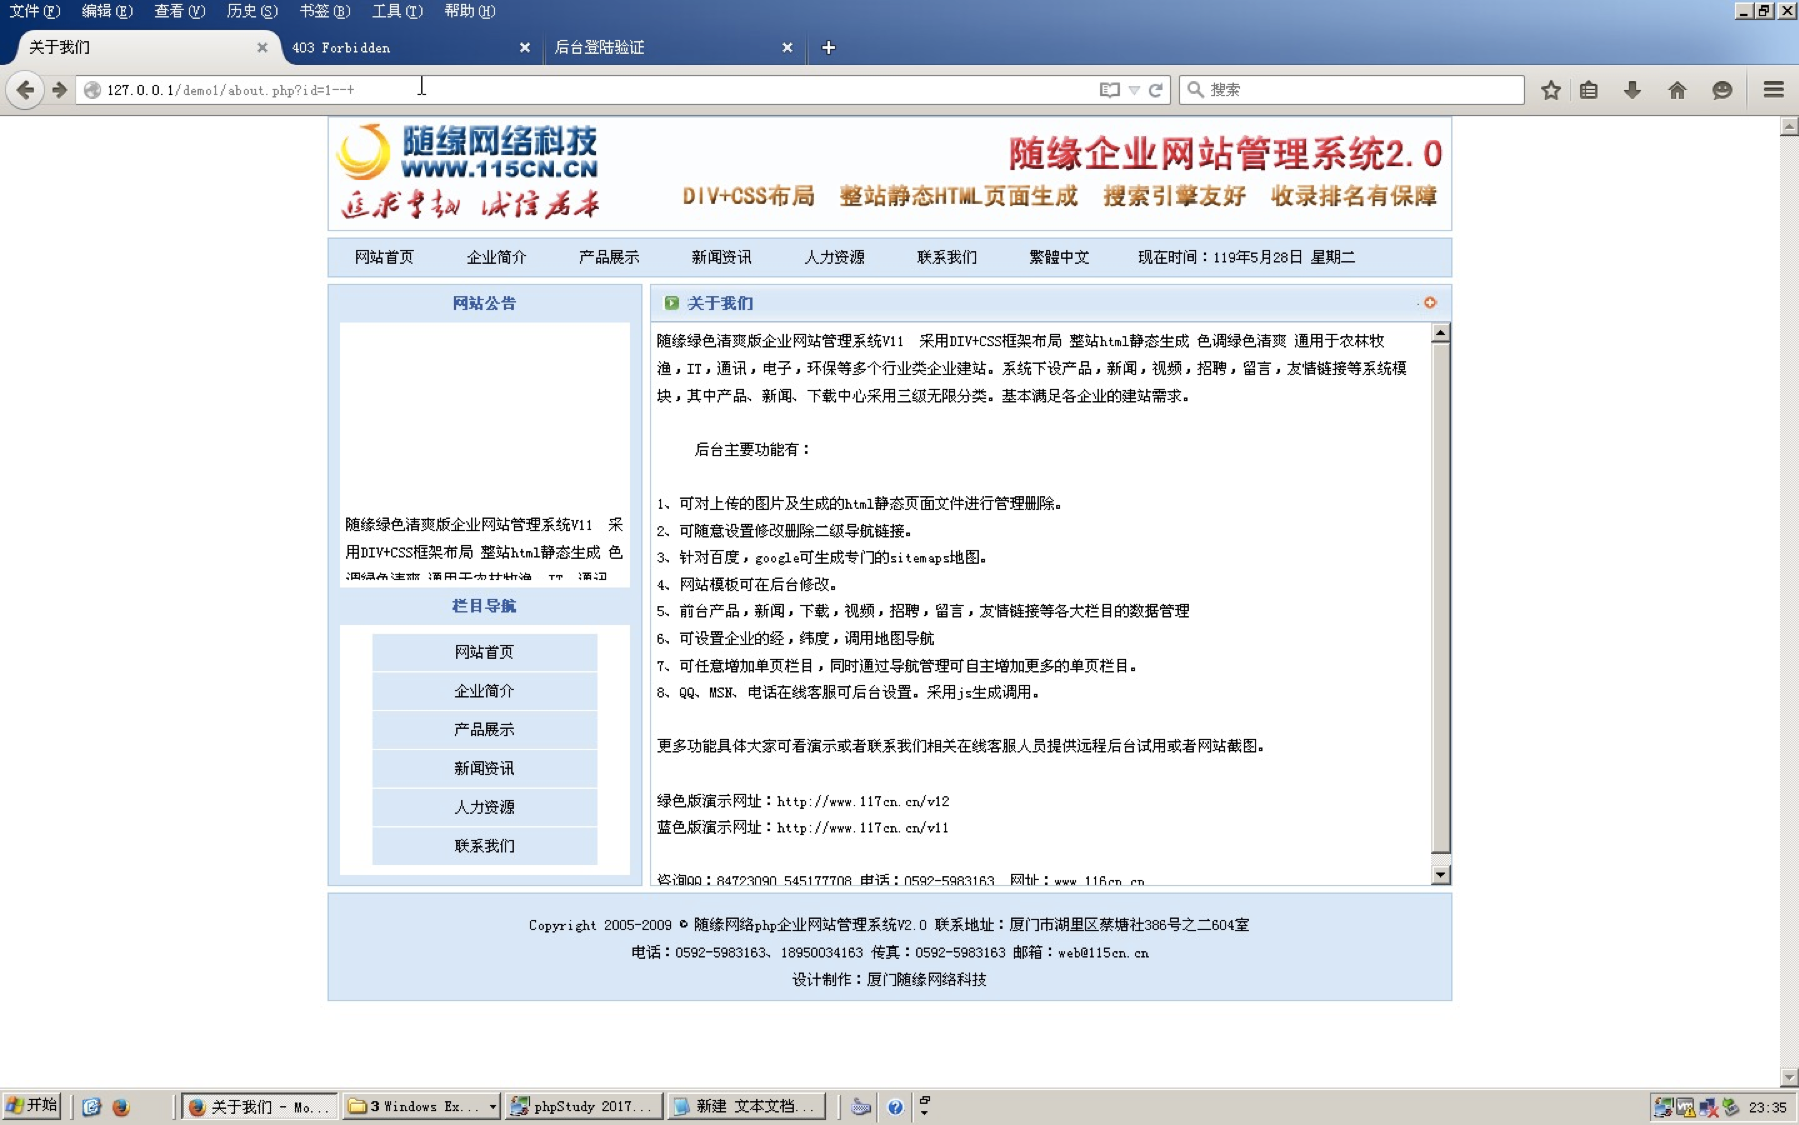 文件(F) 编辑(E) 查看(V) 历史(S) 书签(B) 工具(T) 帮助(H)
关于我们 403 Forbidden 后台登陆验证
127.0.0.1/demo1/about.php?id=1--+ 搜索
随缘网络科技
WWW.115CN.CN
随缘企业网站管理系统2.0
DIV+CSS布局 整站静态HTML页面生成 搜索引擎友好 收录排名有保障
网站首页 企业简介 产品展示 新闻资讯 人力资源 联系我们 繁體中文 现在时间：119年5月28日 星期二
网站公告
随缘绿色清爽版企业网站管理系统V11 采
用DIV+CSS框架布局 整站html静态生成 色
调绿色清爽 通用于农林牧渔，IT，通讯
栏目导航
网站首页
企业简介
产品展示
新闻资讯
人力资源
联系我们
关于我们
随缘绿色清爽版企业网站管理系统V11 采用DIV+CSS框架布局 整站html静态生成 色调绿色清爽 通用于农林牧
渔，IT，通讯，电子，环保等多个行业类企业建站。系统下设产品，新闻，视频，招聘，留言，友情链接等系统模
块，其中产品、新闻、下载中心采用三级无限分类。基本满足各企业的建站需求。
后台主要功能有：
1、可对上传的图片及生成的html静态页面文件进行管理删除。
2、可随意设置修改删除二级导航链接。
3、针对百度，google可生成专门的sitemaps地图。
4、网站模板可在后台修改。
5、前台产品，新闻，下载，视频，招聘，留言，友情链接等各大栏目的数据管理
6、可设置企业的经，纬度，调用地图导航
7、可任意增加单页栏目，同时通过导航管理可自主增加更多的单页栏目。
8、QQ、MSN、电话在线客服可后台设置。采用js生成调用。
更多功能具体大家可看演示或者联系我们相关在线客服人员提供远程后台试用或者网站截图。
绿色版演示网址：http://www.117cn.cn/v12
蓝色版演示网址：http://www.117cn.cn/v11
咨询QQ：84723090 545177708 电话：0592-5983163 网址：www.116cn.cn
Copyright 2005-2009 © 随缘网络php企业网站管理系统V2.0 联系地址：厦门市湖里区蔡塘社386号之二604室
电话：0592-5983163、18950034163 传真：0592-5983163 邮箱：web@115cn.cn
设计制作：厦门随缘网络科技
开始 关于我们 - Mo... 3 Windows Ex... phpStudy 2017... 新建 文本文档... 23:35